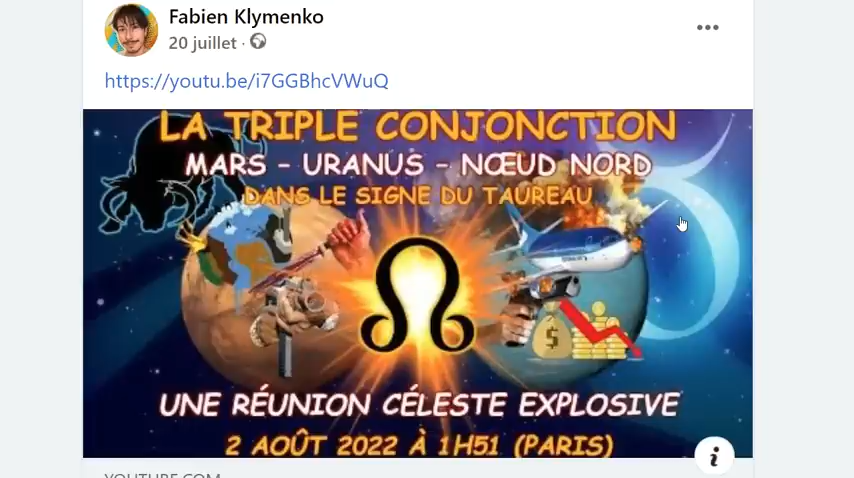 Fabien Klymenko
20 juillet ·
https://youtu.be/i7GGBhcVWuQ
LA TRIPLE CONJONCTION
MARS - URANUS - NŒUD NORD
DANS LE SIGNE DU TAUREAU
$
UNE RÉUNION CÉLESTE EXPLOSIVE
2 AOÛT 2022 À 1H51 (PARIS)
i
YOUTUBE.COM